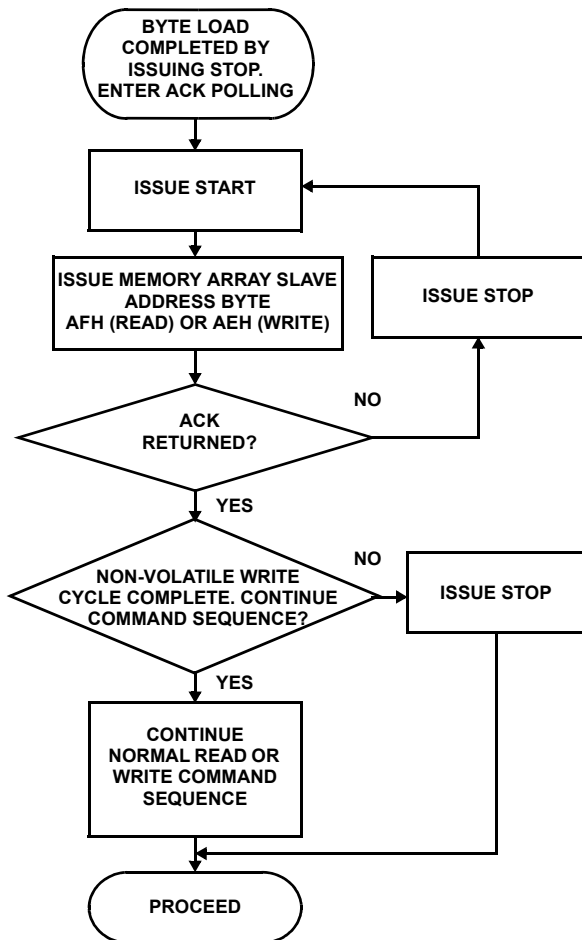 BYTE LOAD
COMPLETED BY
ISSUING STOP.
ENTER ACK POLLING
ISSUE START
ISSUE MEMORY ARRAY SLAVE
ADDRESS BYTE
AFH (READ) OR AEH (WRITE)
ISSUE STOP
ACK
RETURNED?
NO
YES
NON-VOLATILE WRITE
CYCLE COMPLETE. CONTINUE
COMMAND SEQUENCE?
NO
ISSUE STOP
YES
CONTINUE
NORMAL READ OR
WRITE COMMAND
SEQUENCE
PROCEED